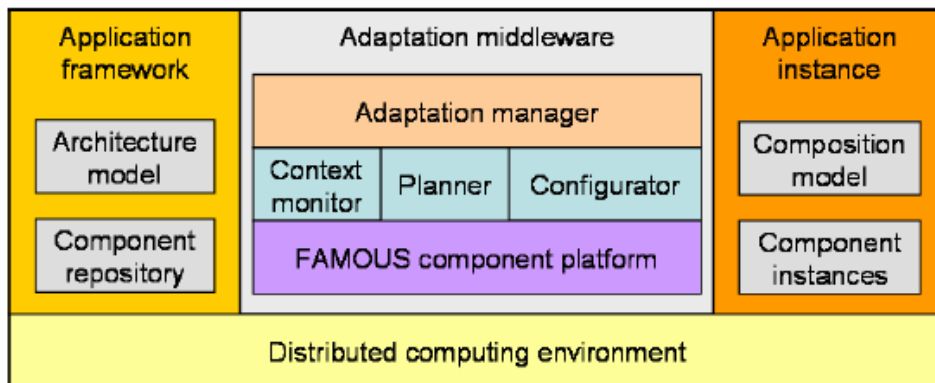 Application
framework
Architecture
model
Component
repository
Adaptation middleware
Adaptation manager
Context
monitor
Planner
Configurator
FAMOUS component platform
Application
instance
Composition
model
Component
instances
Distributed computing environment